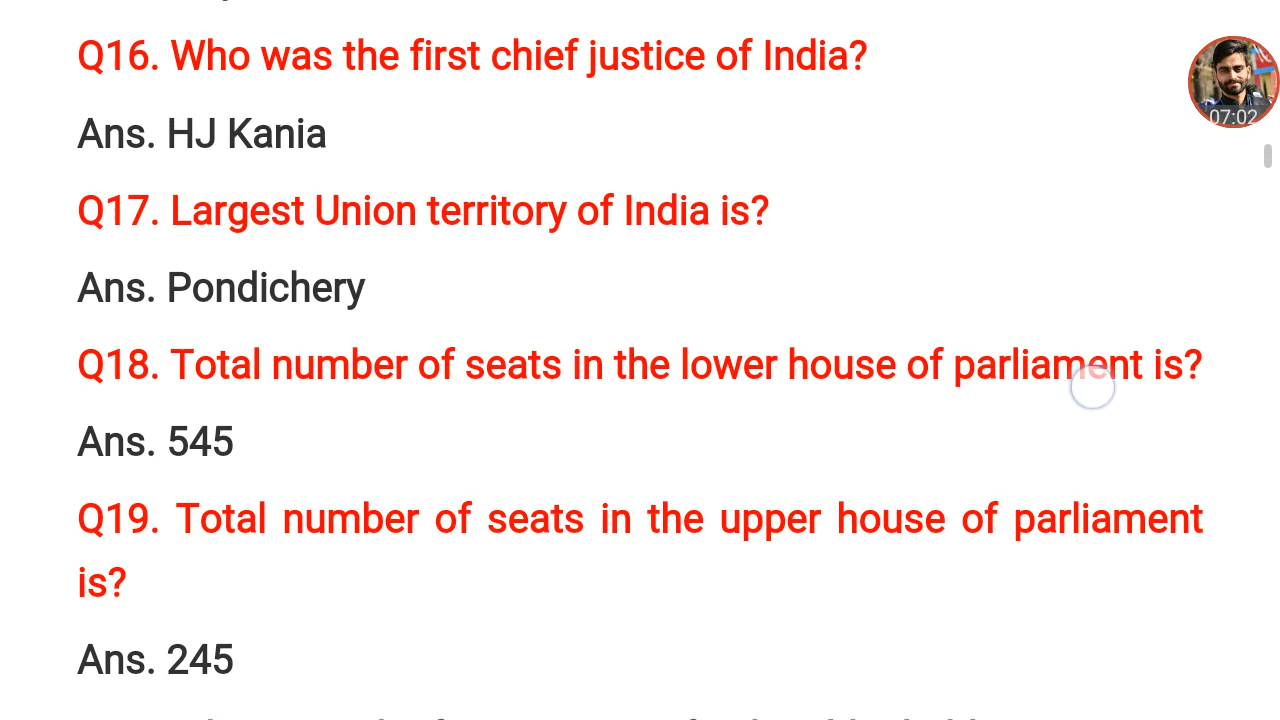 Q16. Who was the first chief justice of India?
Ans. HJ Kania
07:02
Q17. Largest Union territory of India is?
Ans. Pondichery
Q18. Total number of seats in the lower house of parliament is?
Ans. 545
Q19. Total number of seats in the upper house of parliament
is?
Ans. 245